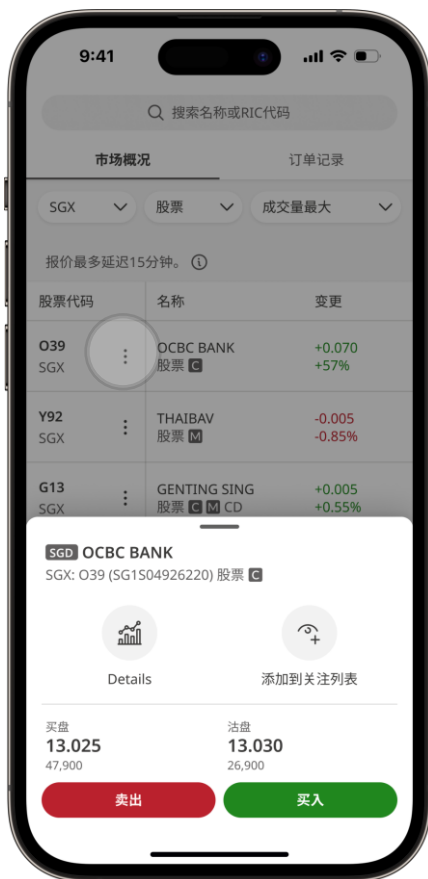 9:41
搜索名称或RIC代码
市场概况 订单记录
SGX 股票 成交量最大
报价最多延迟15分钟。
股票代码 名称 变更
O39 OCBC BANK +0.070
SGX 股票 C +57%
Y92 THAIBAV -0.005
SGX 股票 M -0.85%
G13 GENTING SING +0.005
SGX 股票 C M CD +0.55%
SGD OCBC BANK
SGX: O39 (SG1S04926220) 股票 C
Details 添加到关注列表
买盘 沽盘
13.025 13.030
47,900 26,900
卖出 买入